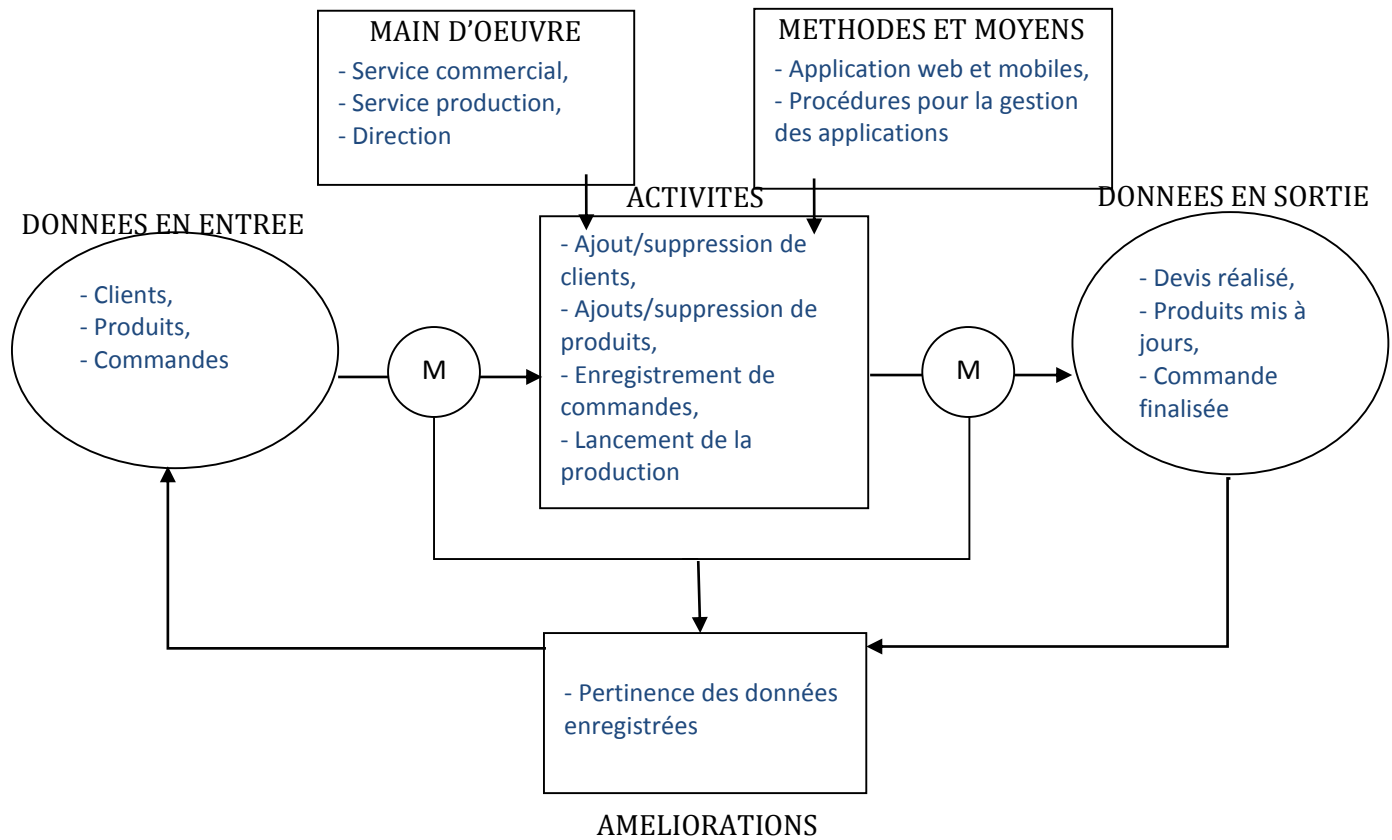 MAIN D'OEUVRE
- Service commercial,
- Service production,
- Direction
METHODES ET MOYENS
- Application web et mobiles,
- Procédures pour la gestion
des applications
DONNEES EN ENTREE
- Clients,
- Produits,
- Commandes
M
ACTIVITES
- Ajout/suppression de
clients,
- Ajouts/suppression de
produits,
- Enregistrement de
commandes,
- Lancement de la
production
M
DONNEES EN SORTIE
- Devis réalisé,
- Produits mis à
jours,
- Commande
finalisée
- Pertinence des données
enregistrées
AMELIORATIONS